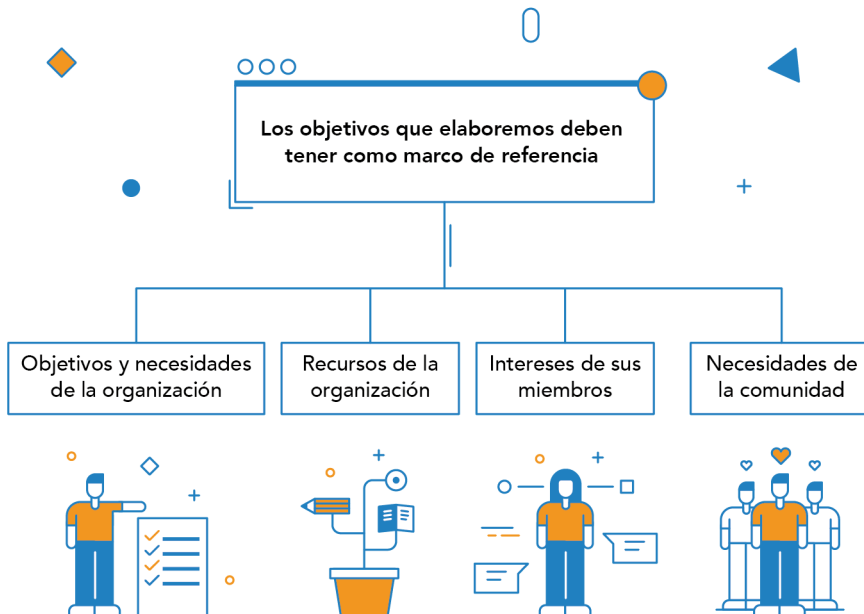 Los objetivos que elaboremos deben
tener como marco de referencia
Objetivos y necesidades
de la organización
Recursos de la
organización
Intereses de sus
miembros
Necesidades de
la comunidad